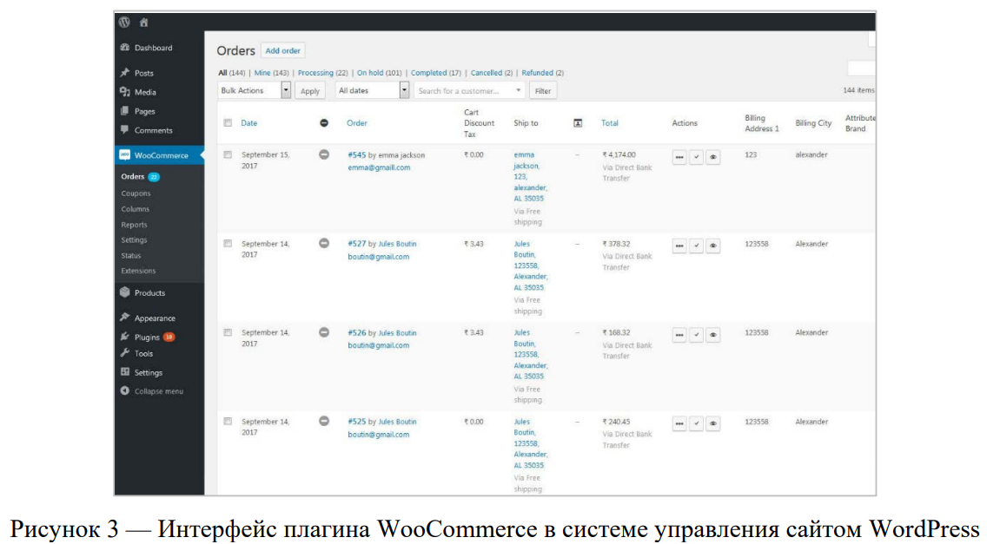 Dashboard
Posts
Media
Pages
Comments
WooCommerce
Orders 22
Coupons
Columns
Reports
Settings
Status
Extensions
Products
Appearance
Plugins 18
Tools
Settings
Collapse menu
Orders Add order
All (144) | Mine (143) | Processing (22) | On hold (101) | Completed (17) | Cancelled (2) | Refunded (2)
Bulk Actions Apply All dates Search for a customer... Filter
144 items
Date Order Cart Discount Tax Ship to Total Actions Billing Address 1 Billing City Attribute Brand
September 15, #545 by emma jackson ₹ 0.00 emma – ₹ 4,174.00 123 alexander
2017 emma@gmaill.com jackson, Via Direct Bank
123, Transfer
alexander,
AL 35035
Via Free
shipping
September 14, #527 by Jules Boutin ₹ 3.43 Jules – ₹ 378.32 123558 Alexander
2017 boutin@gmail.com Boutin, Via Direct Bank
123558, Transfer
Alexander,
AL 35035
Via Free
shipping
September 14, #526 by Jules Boutin ₹ 3.43 Jules – ₹ 168.32 123558 Alexander
2017 boutin@gmail.com Boutin, Via Direct Bank
123558, Transfer
Alexander,
AL 35035
Via Free
shipping
September 14, #525 by Jules Boutin ₹ 0.00 Jules – ₹ 240.45 123558 Alexander
2017 boutin@gmail.com Boutin, Via Direct Bank
123558, Transfer
Alexander,
AL 35035
Via Free
shipping
Рисунок 3 — Интерфейс плагина WooCommerce в системе управления сайтом WordPress